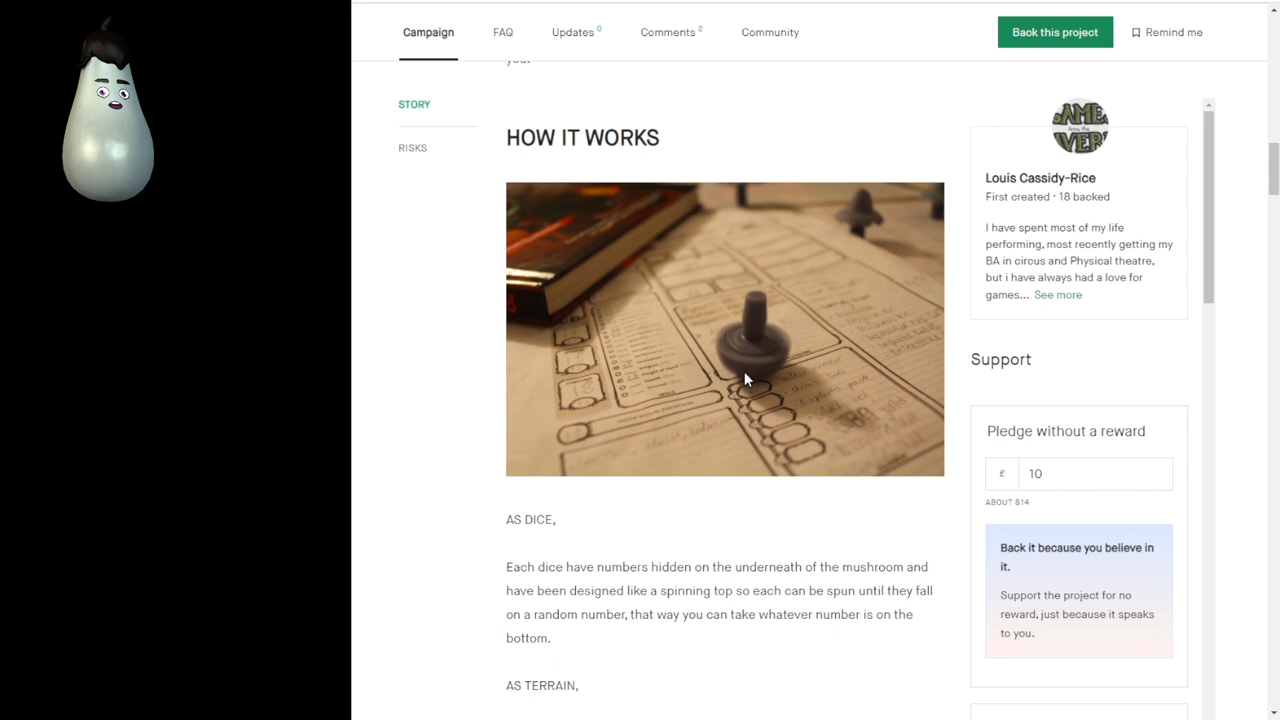 Campaign FAQ Updates 0 Comments 2 Community Back this project Remind me
STORY
RISKS
HOW IT WORKS
AS DICE,
Each dice have numbers hidden on the underneath of the mushroom and
have been designed like a spinning top so each can be spun until they fall
on a random number, that way you can take whatever number is on the
bottom.
AS TERRAIN,
Louis Cassidy-Rice
First created · 18 backed
I have spent most of my life
performing, most recently getting my
BA in circus and Physical theatre,
but i have always had a love for
games... See more
Support
Pledge without a reward
£ 10
ABOUT $14
Back it because you believe in
it.
Support the project for no
reward, just because it speaks
to you.